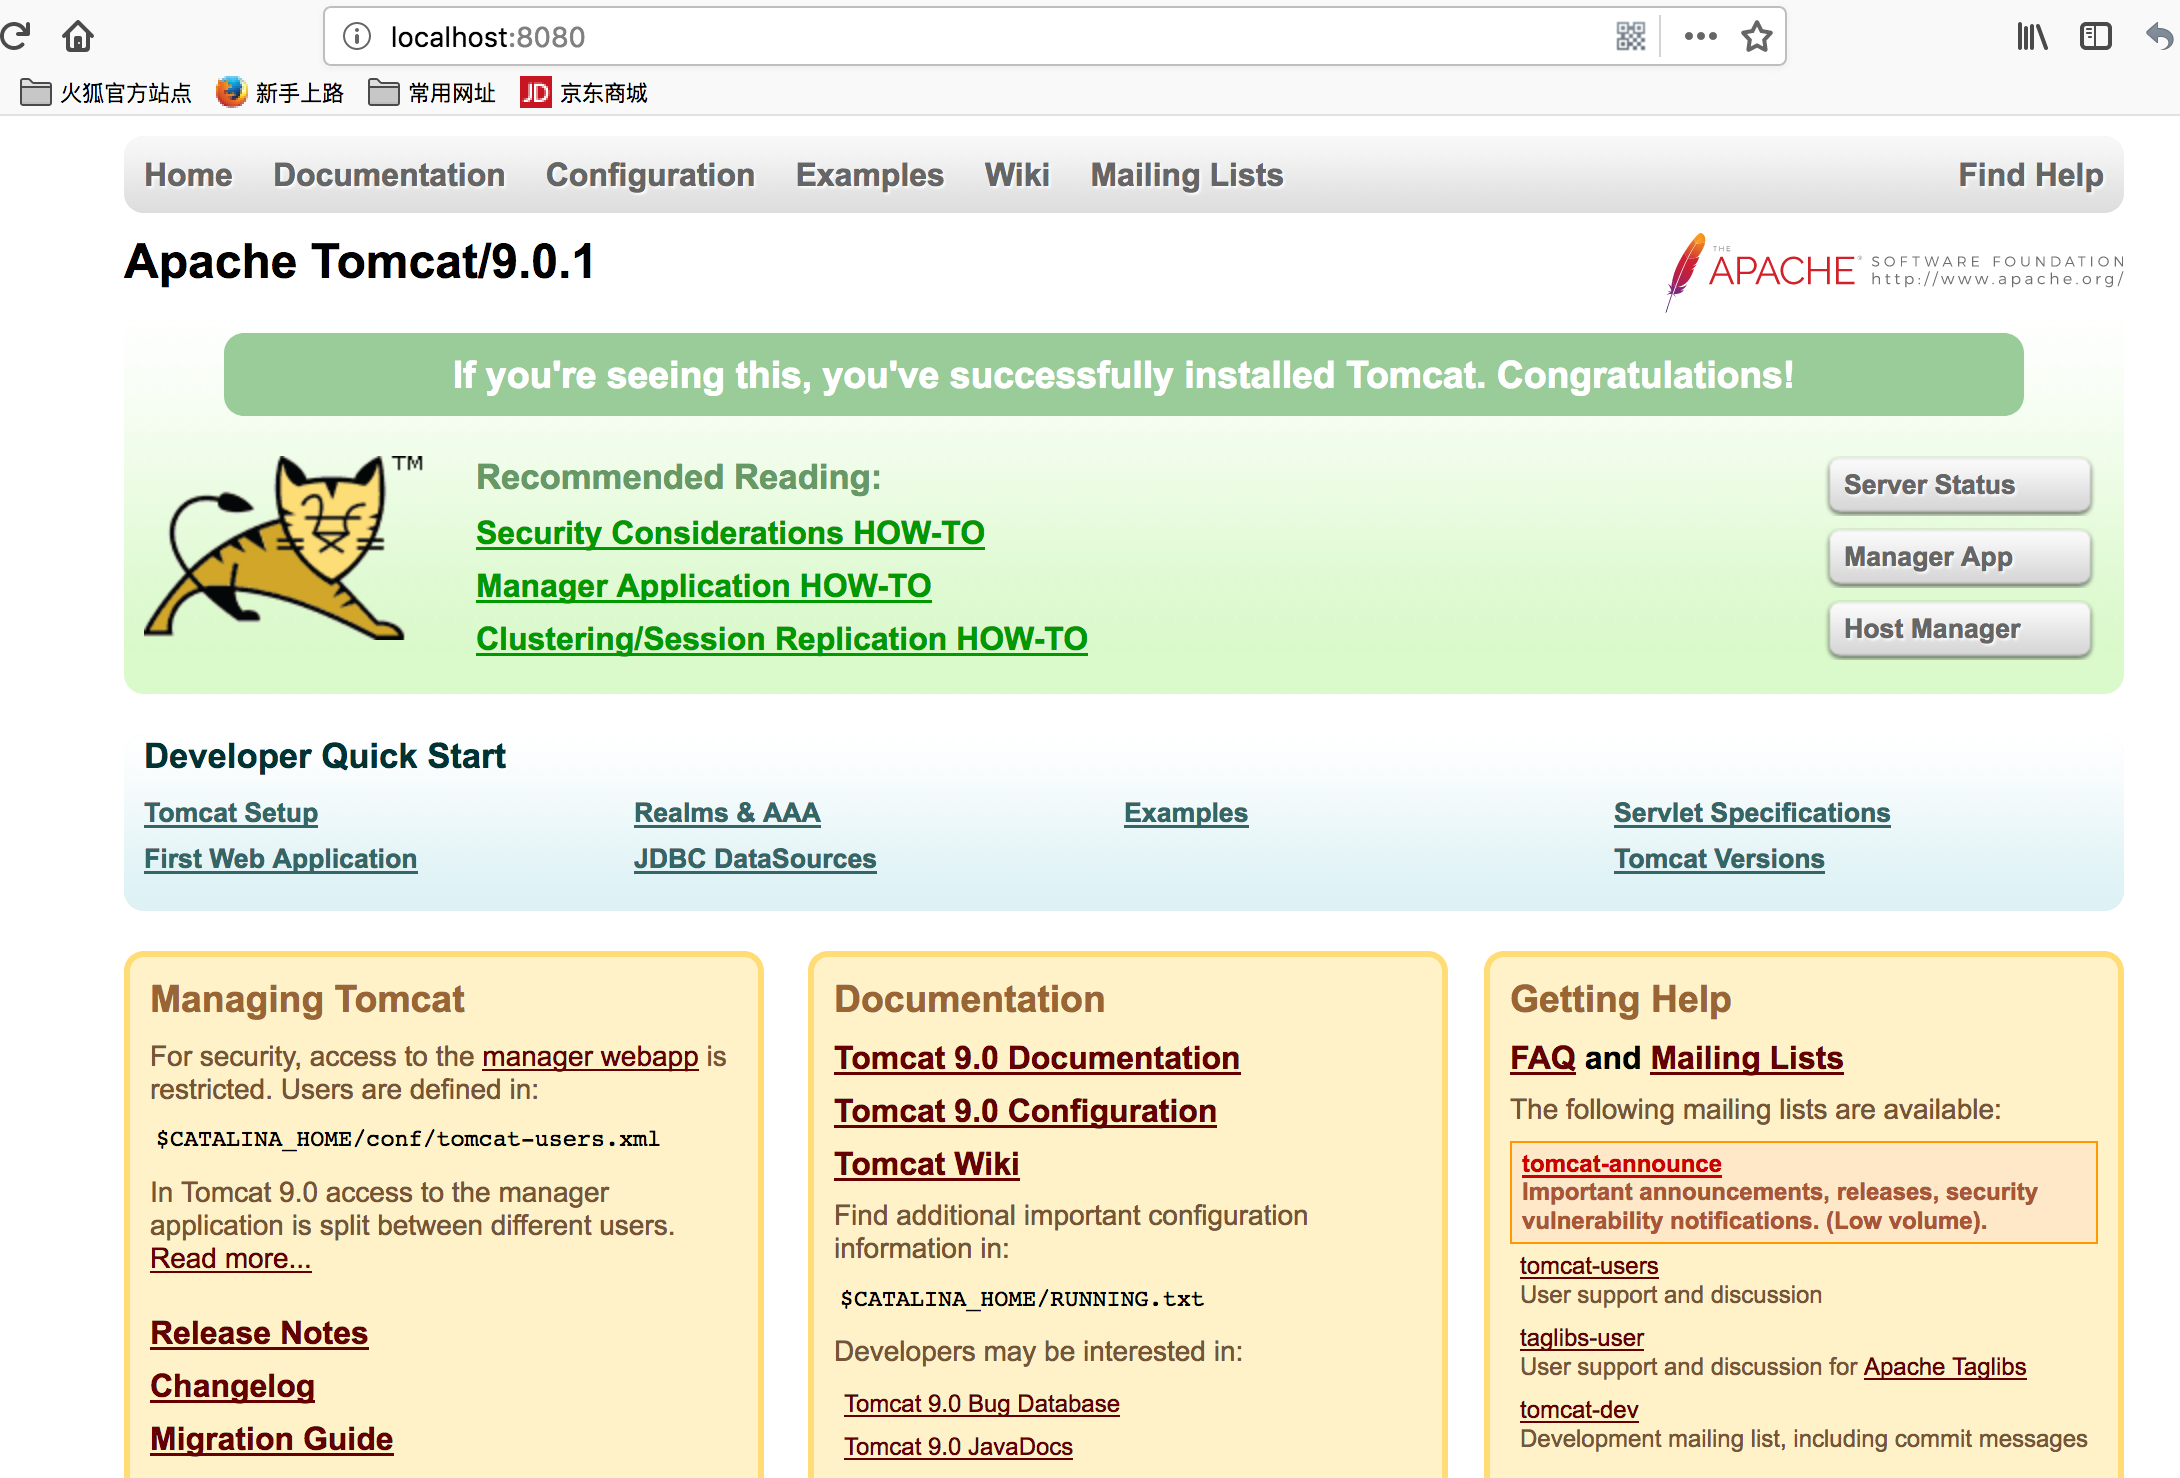 localhost:8080
火狐官方站点 新手上路 常用网址 JD 京东商城
Home Documentation Configuration Examples Wiki Mailing Lists Find Help
Apache Tomcat/9.0.1
THE APACHE SOFTWARE FOUNDATION
http://www.apache.org/
If you're seeing this, you've successfully installed Tomcat. Congratulations!
TM
Recommended Reading:
Security Considerations HOW-TO
Manager Application HOW-TO
Clustering/Session Replication HOW-TO
Server Status
Manager App
Host Manager
Developer Quick Start
Tomcat Setup
First Web Application
Realms & AAA
JDBC DataSources
Examples
Servlet Specifications
Tomcat Versions
Managing Tomcat
For security, access to the manager webapp is
restricted. Users are defined in:
$CATALINA_HOME/conf/tomcat-users.xml
In Tomcat 9.0 access to the manager
application is split between different users.
Read more...
Release Notes
Changelog
Migration Guide
Documentation
Tomcat 9.0 Documentation
Tomcat 9.0 Configuration
Tomcat Wiki
Find additional important configuration
information in:
$CATALINA_HOME/RUNNING.txt
Developers may be interested in:
Tomcat 9.0 Bug Database
Tomcat 9.0 JavaDocs
Getting Help
FAQ and Mailing Lists
The following mailing lists are available:
tomcat-announce
Important announcements, releases, security
vulnerability notifications. (Low volume).
tomcat-users
User support and discussion
taglibs-user
User support and discussion for Apache Taglibs
tomcat-dev
Development mailing list, including commit messages